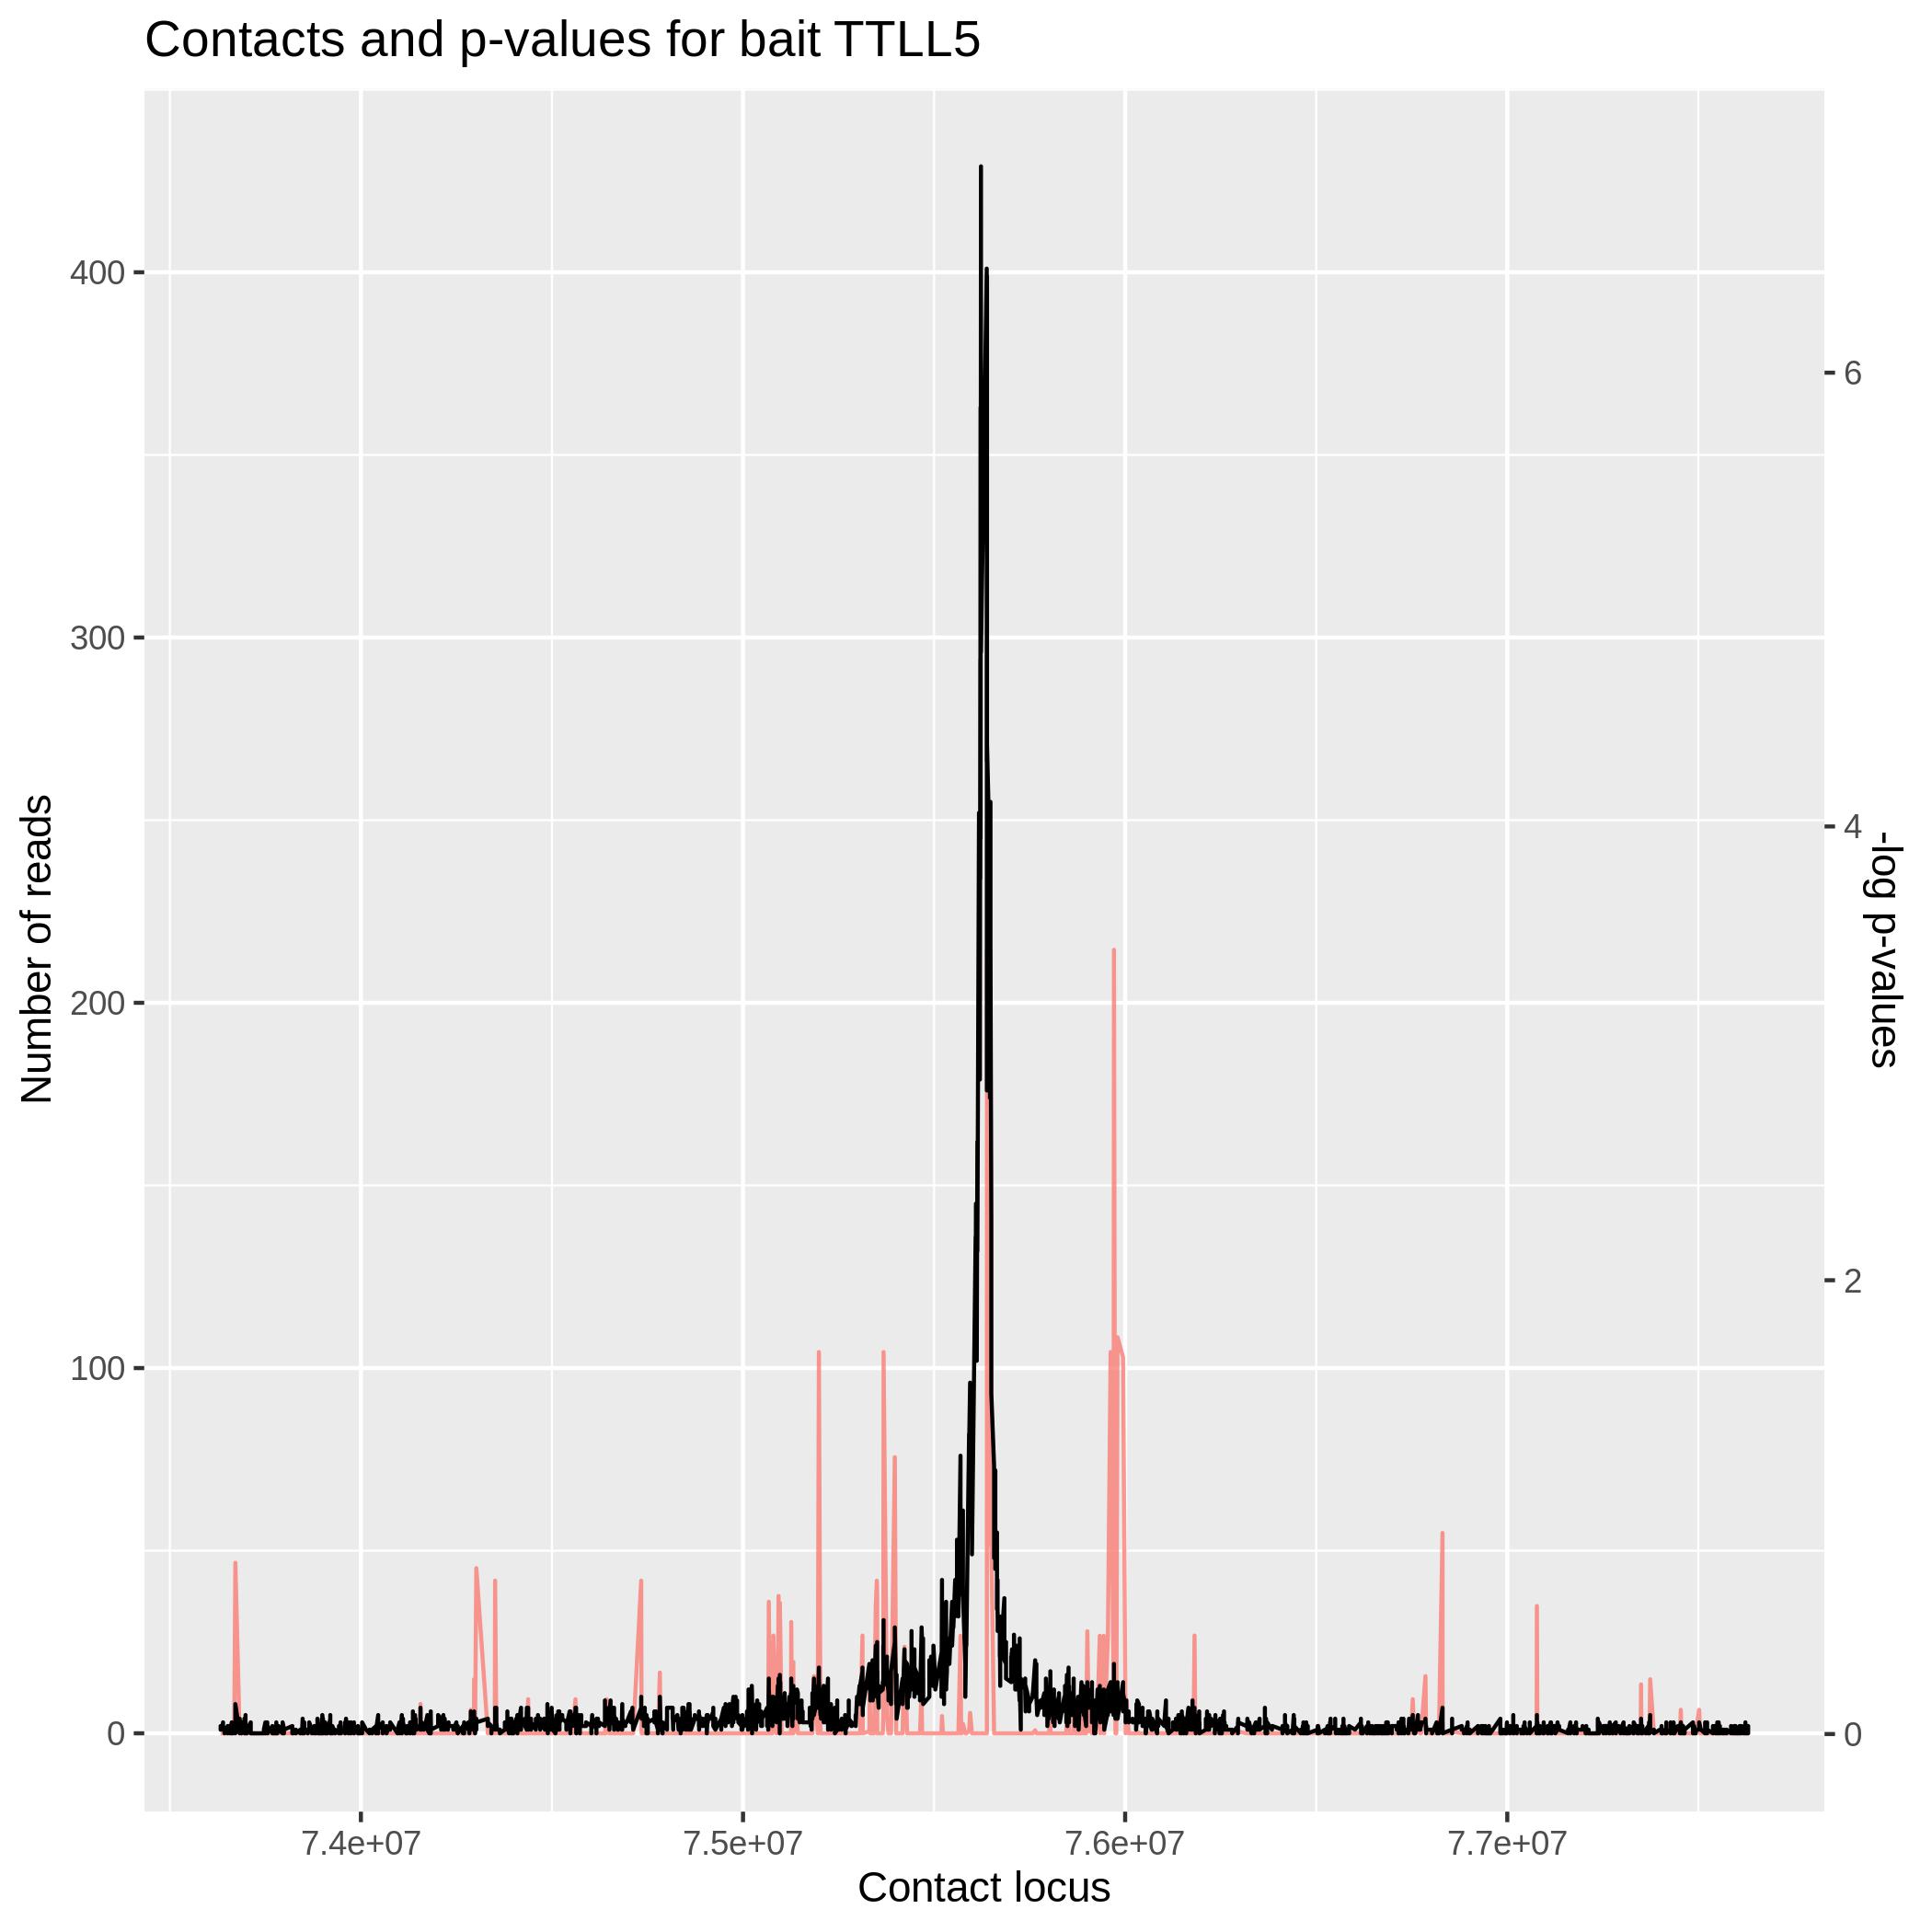 Contacts and p-values for bait TTLL5
Number of reads
400
300
200
100
0
6
4
2
0
-log p-values
7.4e+07
7.5e+07
7.6e+07
7.7e+07
Contact locus